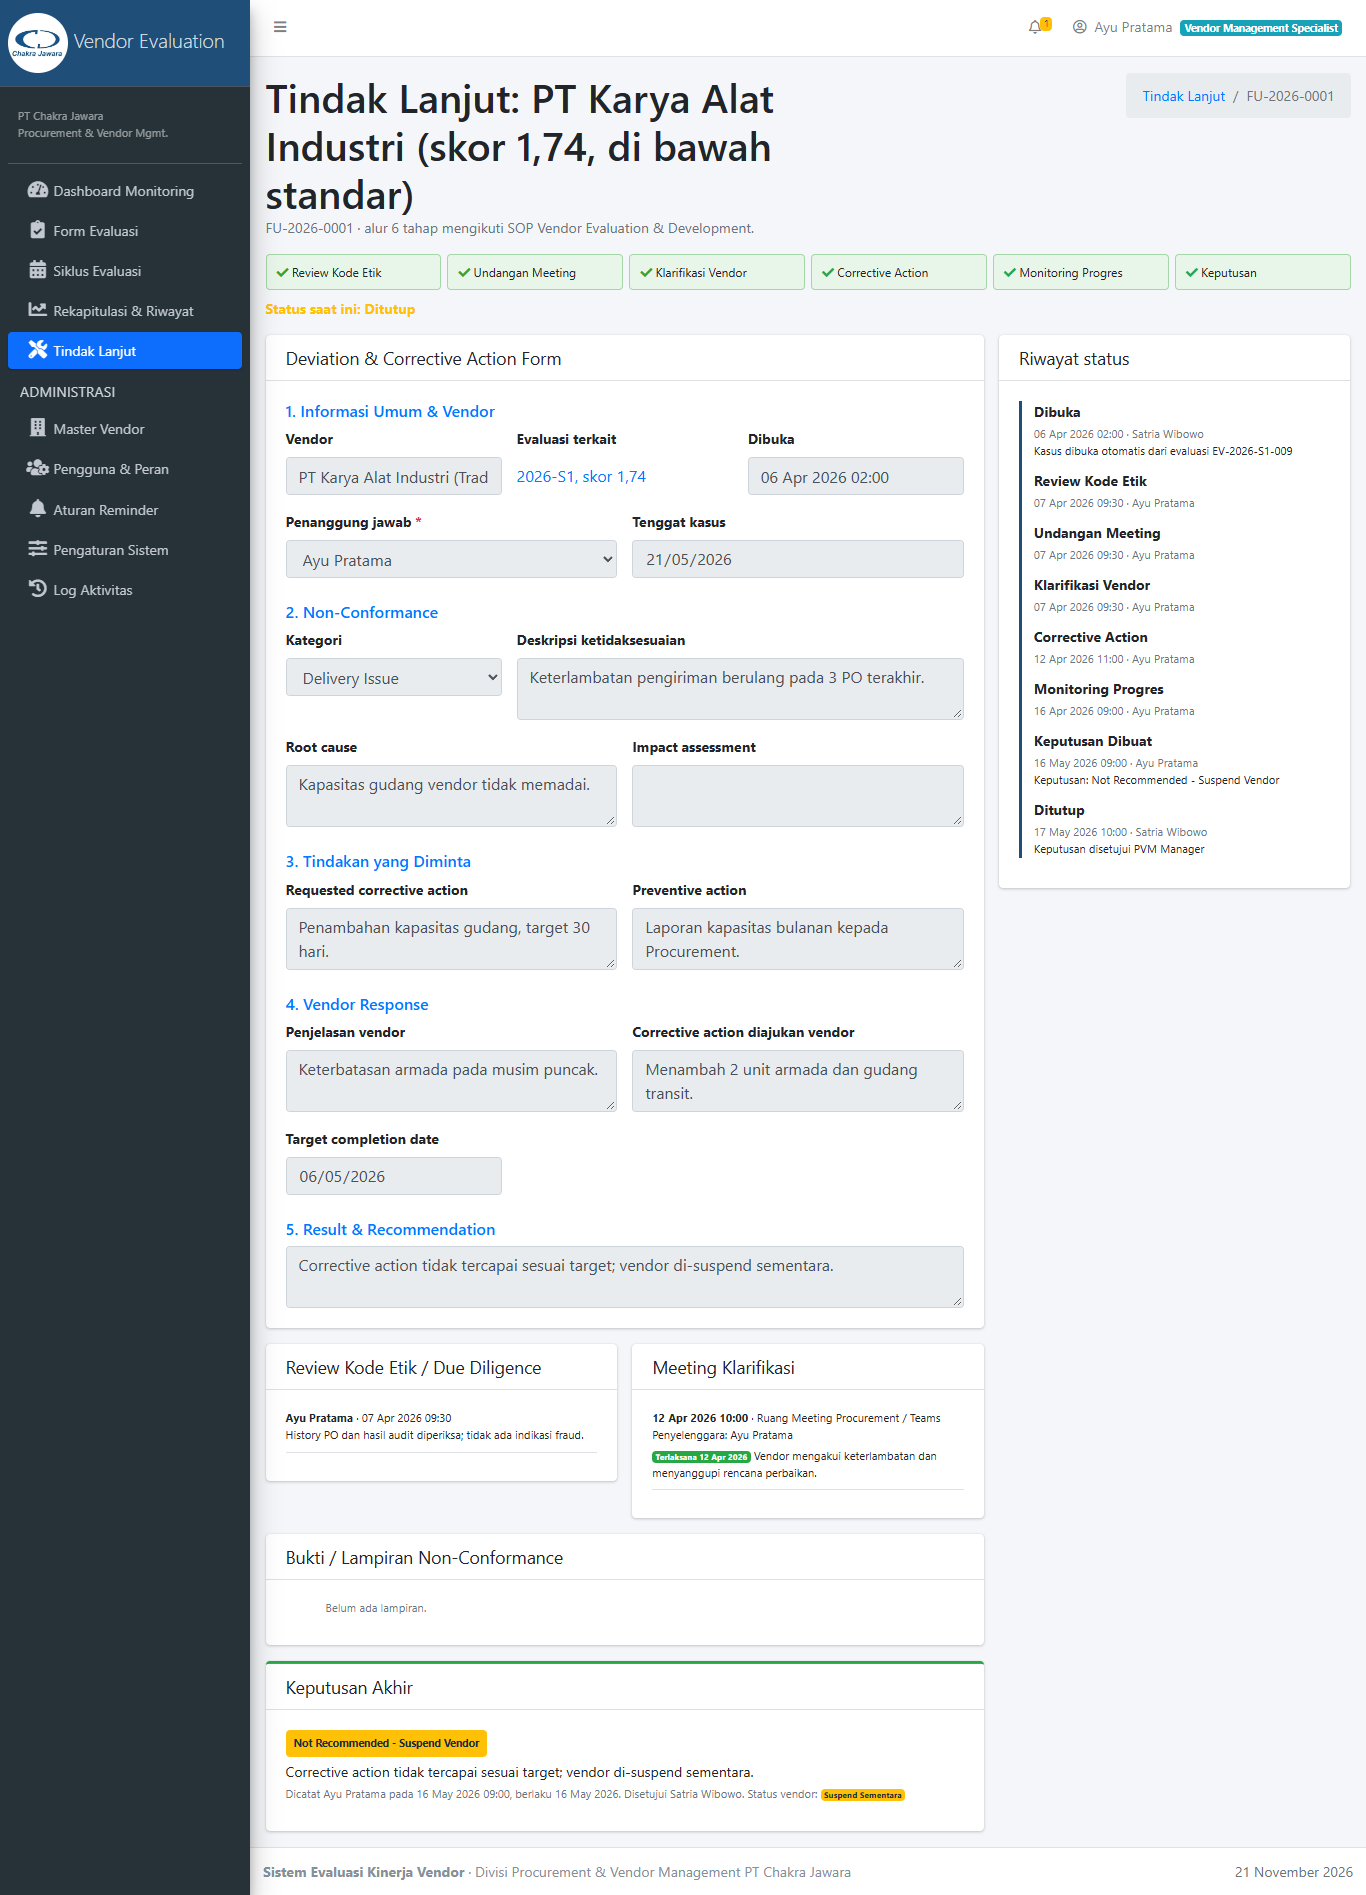 Chakra Jawara
Vendor Evaluation
PT Chakra Jawara
Procurement & Vendor Mgmt.
Dashboard Monitoring
Form Evaluasi
Siklus Evaluasi
Rekapitulasi & Riwayat
Tindak Lanjut
ADMINISTRASI
Master Vendor
Pengguna & Peran
Aturan Reminder
Pengaturan Sistem
Log Aktivitas
1
Ayu Pratama Vendor Management Specialist
Tindak Lanjut: PT Karya Alat
Industri (skor 1,74, di bawah
standar)
Tindak Lanjut / FU-2026-0001
FU-2026-0001 · alur 6 tahap mengikuti SOP Vendor Evaluation & Development.
Review Kode Etik
Undangan Meeting
Klarifikasi Vendor
Corrective Action
Monitoring Progres
Keputusan
Status saat ini: Ditutup
Deviation & Corrective Action Form
1. Informasi Umum & Vendor
Vendor
Evaluasi terkait
Dibuka
PT Karya Alat Industri (Trad
2026-S1, skor 1,74
06 Apr 2026 02:00
Penanggung jawab *
Tenggat kasus
Ayu Pratama
21/05/2026
2. Non-Conformance
Kategori
Deskripsi ketidaksesuaian
Delivery Issue
Keterlambatan pengiriman berulang pada 3 PO terakhir.
Root cause
Impact assessment
Kapasitas gudang vendor tidak memadai.
3. Tindakan yang Diminta
Requested corrective action
Preventive action
Penambahan kapasitas gudang, target 30
hari.
Laporan kapasitas bulanan kepada
Procurement.
4. Vendor Response
Penjelasan vendor
Corrective action diajukan vendor
Keterbatasan armada pada musim puncak.
Menambah 2 unit armada dan gudang
transit.
Target completion date
06/05/2026
5. Result & Recommendation
Corrective action tidak tercapai sesuai target; vendor di-suspend sementara.
Riwayat status
Dibuka
06 Apr 2026 02:00 · Satria Wibowo
Kasus dibuka otomatis dari evaluasi EV-2026-S1-009
Review Kode Etik
07 Apr 2026 09:30 · Ayu Pratama
Undangan Meeting
07 Apr 2026 09:30 · Ayu Pratama
Klarifikasi Vendor
07 Apr 2026 09:30 · Ayu Pratama
Corrective Action
12 Apr 2026 11:00 · Ayu Pratama
Monitoring Progres
16 Apr 2026 09:00 · Ayu Pratama
Keputusan Dibuat
16 May 2026 09:00 · Ayu Pratama
Keputusan: Not Recommended - Suspend Vendor
Ditutup
17 May 2026 10:00 · Satria Wibowo
Keputusan disetujui PVM Manager
Review Kode Etik / Due Diligence
Ayu Pratama · 07 Apr 2026 09:30
History PO dan hasil audit diperiksa; tidak ada indikasi fraud.
Meeting Klarifikasi
12 Apr 2026 10:00 · Ruang Meeting Procurement / Teams
Penyelenggara: Ayu Pratama
Terlaksana 12 Apr 2026 Vendor mengakui keterlambatan dan
menyanggupi rencana perbaikan.
Bukti / Lampiran Non-Conformance
Belum ada lampiran.
Keputusan Akhir
Not Recommended - Suspend Vendor
Corrective action tidak tercapai sesuai target; vendor di-suspend sementara.
Dicatat Ayu Pratama pada 16 May 2026 09:00, berlaku 16 May 2026. Disetujui Satria Wibowo. Status vendor: Suspend Sementara
Sistem Evaluasi Kinerja Vendor · Divisi Procurement & Vendor Management PT Chakra Jawara
21 November 2026